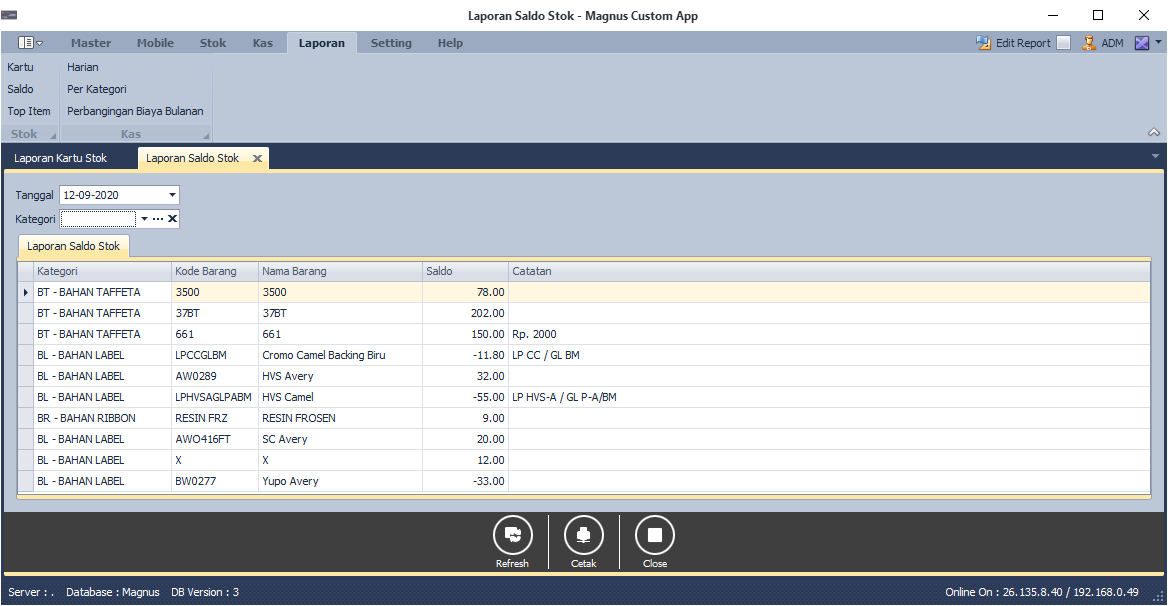 Laporan Saldo Stok - Magnus Custom App
Master Mobile Stok Kas Laporan Setting Help Edit Report ADM
Kartu Harian
Saldo Per Kategori
Top Item Perbangingan Biaya Bulanan
Stok Kas
Laporan Kartu Stok Laporan Saldo Stok
Tanggal 12-09-2020
Kategori
Laporan Saldo Stok
Kategori Kode Barang Nama Barang Saldo Catatan
BT - BAHAN TAFFETA 3500 3500 78.00
BT - BAHAN TAFFETA 37BT 37BT 202.00
BT - BAHAN TAFFETA 661 661 150.00 Rp. 2000
BL - BAHAN LABEL LPCCGLBM Cromo Camel Backing Biru -11.80 LP CC / GL BM
BL - BAHAN LABEL AW0289 HVS Avery 32.00
BL - BAHAN LABEL LPHVSAGLPABM HVS Camel -55.00 LP HVS-A / GL P-A/BM
BR - BAHAN RIBBON RESIN FRZ RESIN FROSEN 9.00
BL - BAHAN LABEL AWO416FT SC Avery 20.00
BL - BAHAN LABEL X X 12.00
BL - BAHAN LABEL BW0277 Yupo Avery -33.00
Refresh Cetak Close
Server : . Database : Magnus DB Version : 3 Online On : 26.135.8.40 / 192.168.0.49